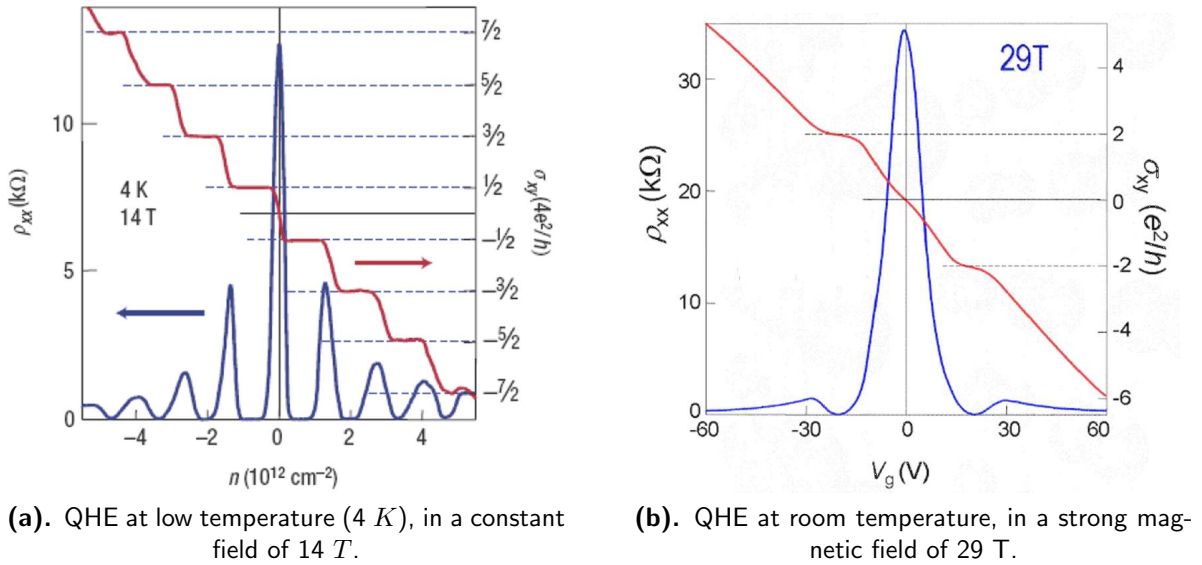 7⁄2
5⁄2
3⁄2
1⁄2
–1⁄2
–3⁄2
–5⁄2
–7⁄2
σxy (4e²/h)
10
5
0
ρxx (kΩ)
4 K
14 T
–4 –2 0 2 4
n (10¹² cm⁻²)
29T
30
20
10
0
ρxx (kΩ)
4
2
0
-2
-4
-6
σxy (e²/h)
-60 -30 0 30 60
Vg (V)
(a). QHE at low temperature (4 K), in a constant
field of 14 T.
(b). QHE at room temperature, in a strong mag-
netic field of 29 T.